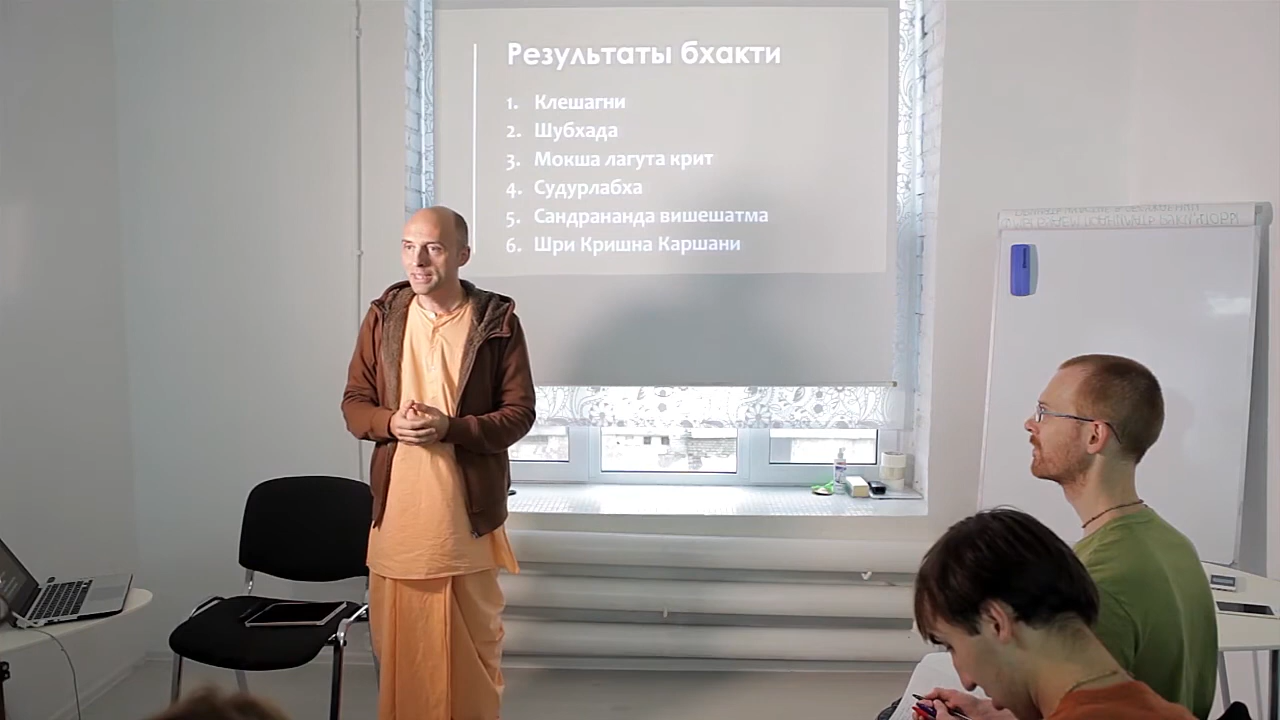 Результаты бхакти
1. Клешагни
2. Шубхада
3. Мокша лагута крит
4. Судурлабха
5. Сандрананда вишешатма
6. Шри Кришна Каршани